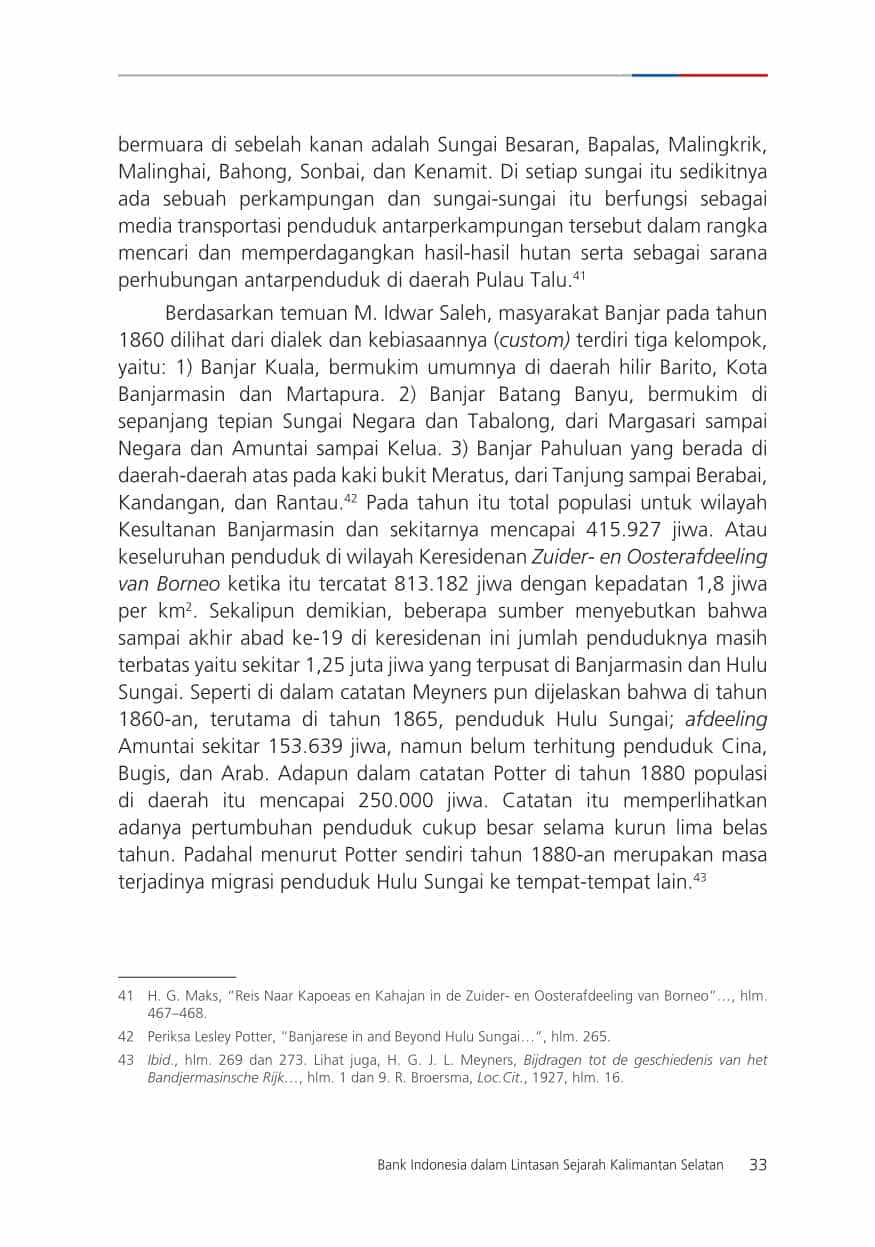 bermuara di sebelah kanan adalah Sungai Besaran, Bapalas, Malingkrik,
Malinghai, Bahong, Sonbai, dan Kenamit. Di setiap sungai itu sedikitnya
ada sebuah perkampungan dan sungai-sungai itu berfungsi sebagai
media transportasi penduduk antarperkampungan tersebut dalam rangka
mencari dan memperdagangkan hasil-hasil hutan serta sebagai sarana
perhubungan antarpenduduk di daerah Pulau Talu.⁴¹
Berdasarkan temuan M. Idwar Saleh, masyarakat Banjar pada tahun
1860 dilihat dari dialek dan kebiasaannya (custom) terdiri tiga kelompok,
yaitu: 1) Banjar Kuala, bermukim umumnya di daerah hilir Barito, Kota
Banjarmasin dan Martapura. 2) Banjar Batang Banyu, bermukim di
sepanjang tepian Sungai Negara dan Tabalong, dari Margasari sampai
Negara dan Amuntai sampai Kelua. 3) Banjar Pahuluan yang berada di
daerah-daerah atas pada kaki bukit Meratus, dari Tanjung sampai Berabai,
Kandangan, dan Rantau.⁴² Pada tahun itu total populasi untuk wilayah
Kesultanan Banjarmasin dan sekitarnya mencapai 415.927 jiwa. Atau
keseluruhan penduduk di wilayah Keresidenan Zuider- en Oosterafdeeling
van Borneo ketika itu tercatat 813.182 jiwa dengan kepadatan 1,8 jiwa
per km². Sekalipun demikian, beberapa sumber menyebutkan bahwa
sampai akhir abad ke-19 di keresidenan ini jumlah penduduknya masih
terbatas yaitu sekitar 1,25 juta jiwa yang terpusat di Banjarmasin dan Hulu
Sungai. Seperti di dalam catatan Meyners pun dijelaskan bahwa di tahun
1860-an, terutama di tahun 1865, penduduk Hulu Sungai; afdeeling
Amuntai sekitar 153.639 jiwa, namun belum terhitung penduduk Cina,
Bugis, dan Arab. Adapun dalam catatan Potter di tahun 1880 populasi
di daerah itu mencapai 250.000 jiwa. Catatan itu memperlihatkan
adanya pertumbuhan penduduk cukup besar selama kurun lima belas
tahun. Padahal menurut Potter sendiri tahun 1880-an merupakan masa
terjadinya migrasi penduduk Hulu Sungai ke tempat-tempat lain.⁴³
41 H. G. Maks, “Reis Naar Kapoeas en Kahajan in de Zuider- en Oosterafdeeling van Borneo”…, hlm.
467–468.
42 Periksa Lesley Potter, “Banjarese in and Beyond Hulu Sungai…”, hlm. 265.
43 Ibid., hlm. 269 dan 273. Lihat juga, H. G. J. L. Meyners, Bijdragen tot de geschiedenis van het
Bandjermasinsche Rijk…, hlm. 1 dan 9. R. Broersma, Loc.Cit., 1927, hlm. 16.
Bank Indonesia dalam Lintasan Sejarah Kalimantan Selatan 33